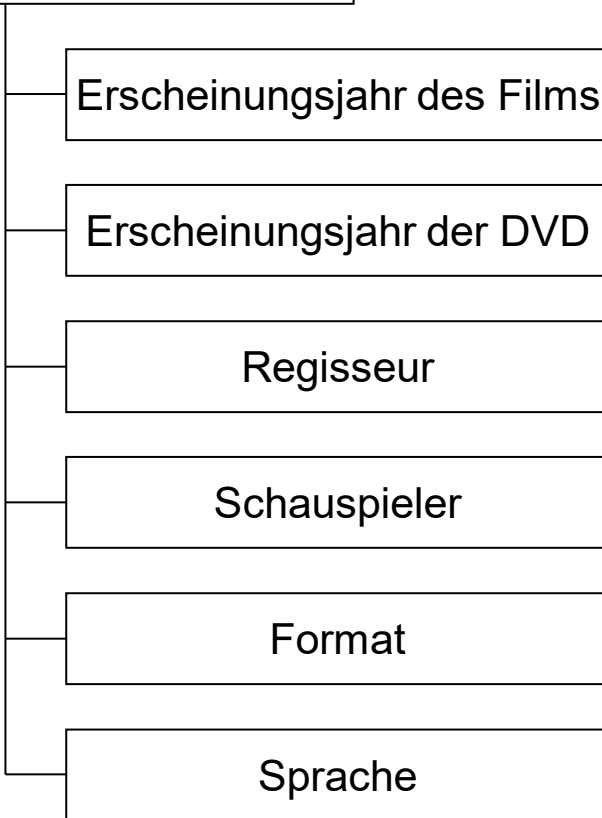 Erscheinungsjahr des Films
Erscheinungsjahr der DVD
Regisseur
Schauspieler
Format
Sprache